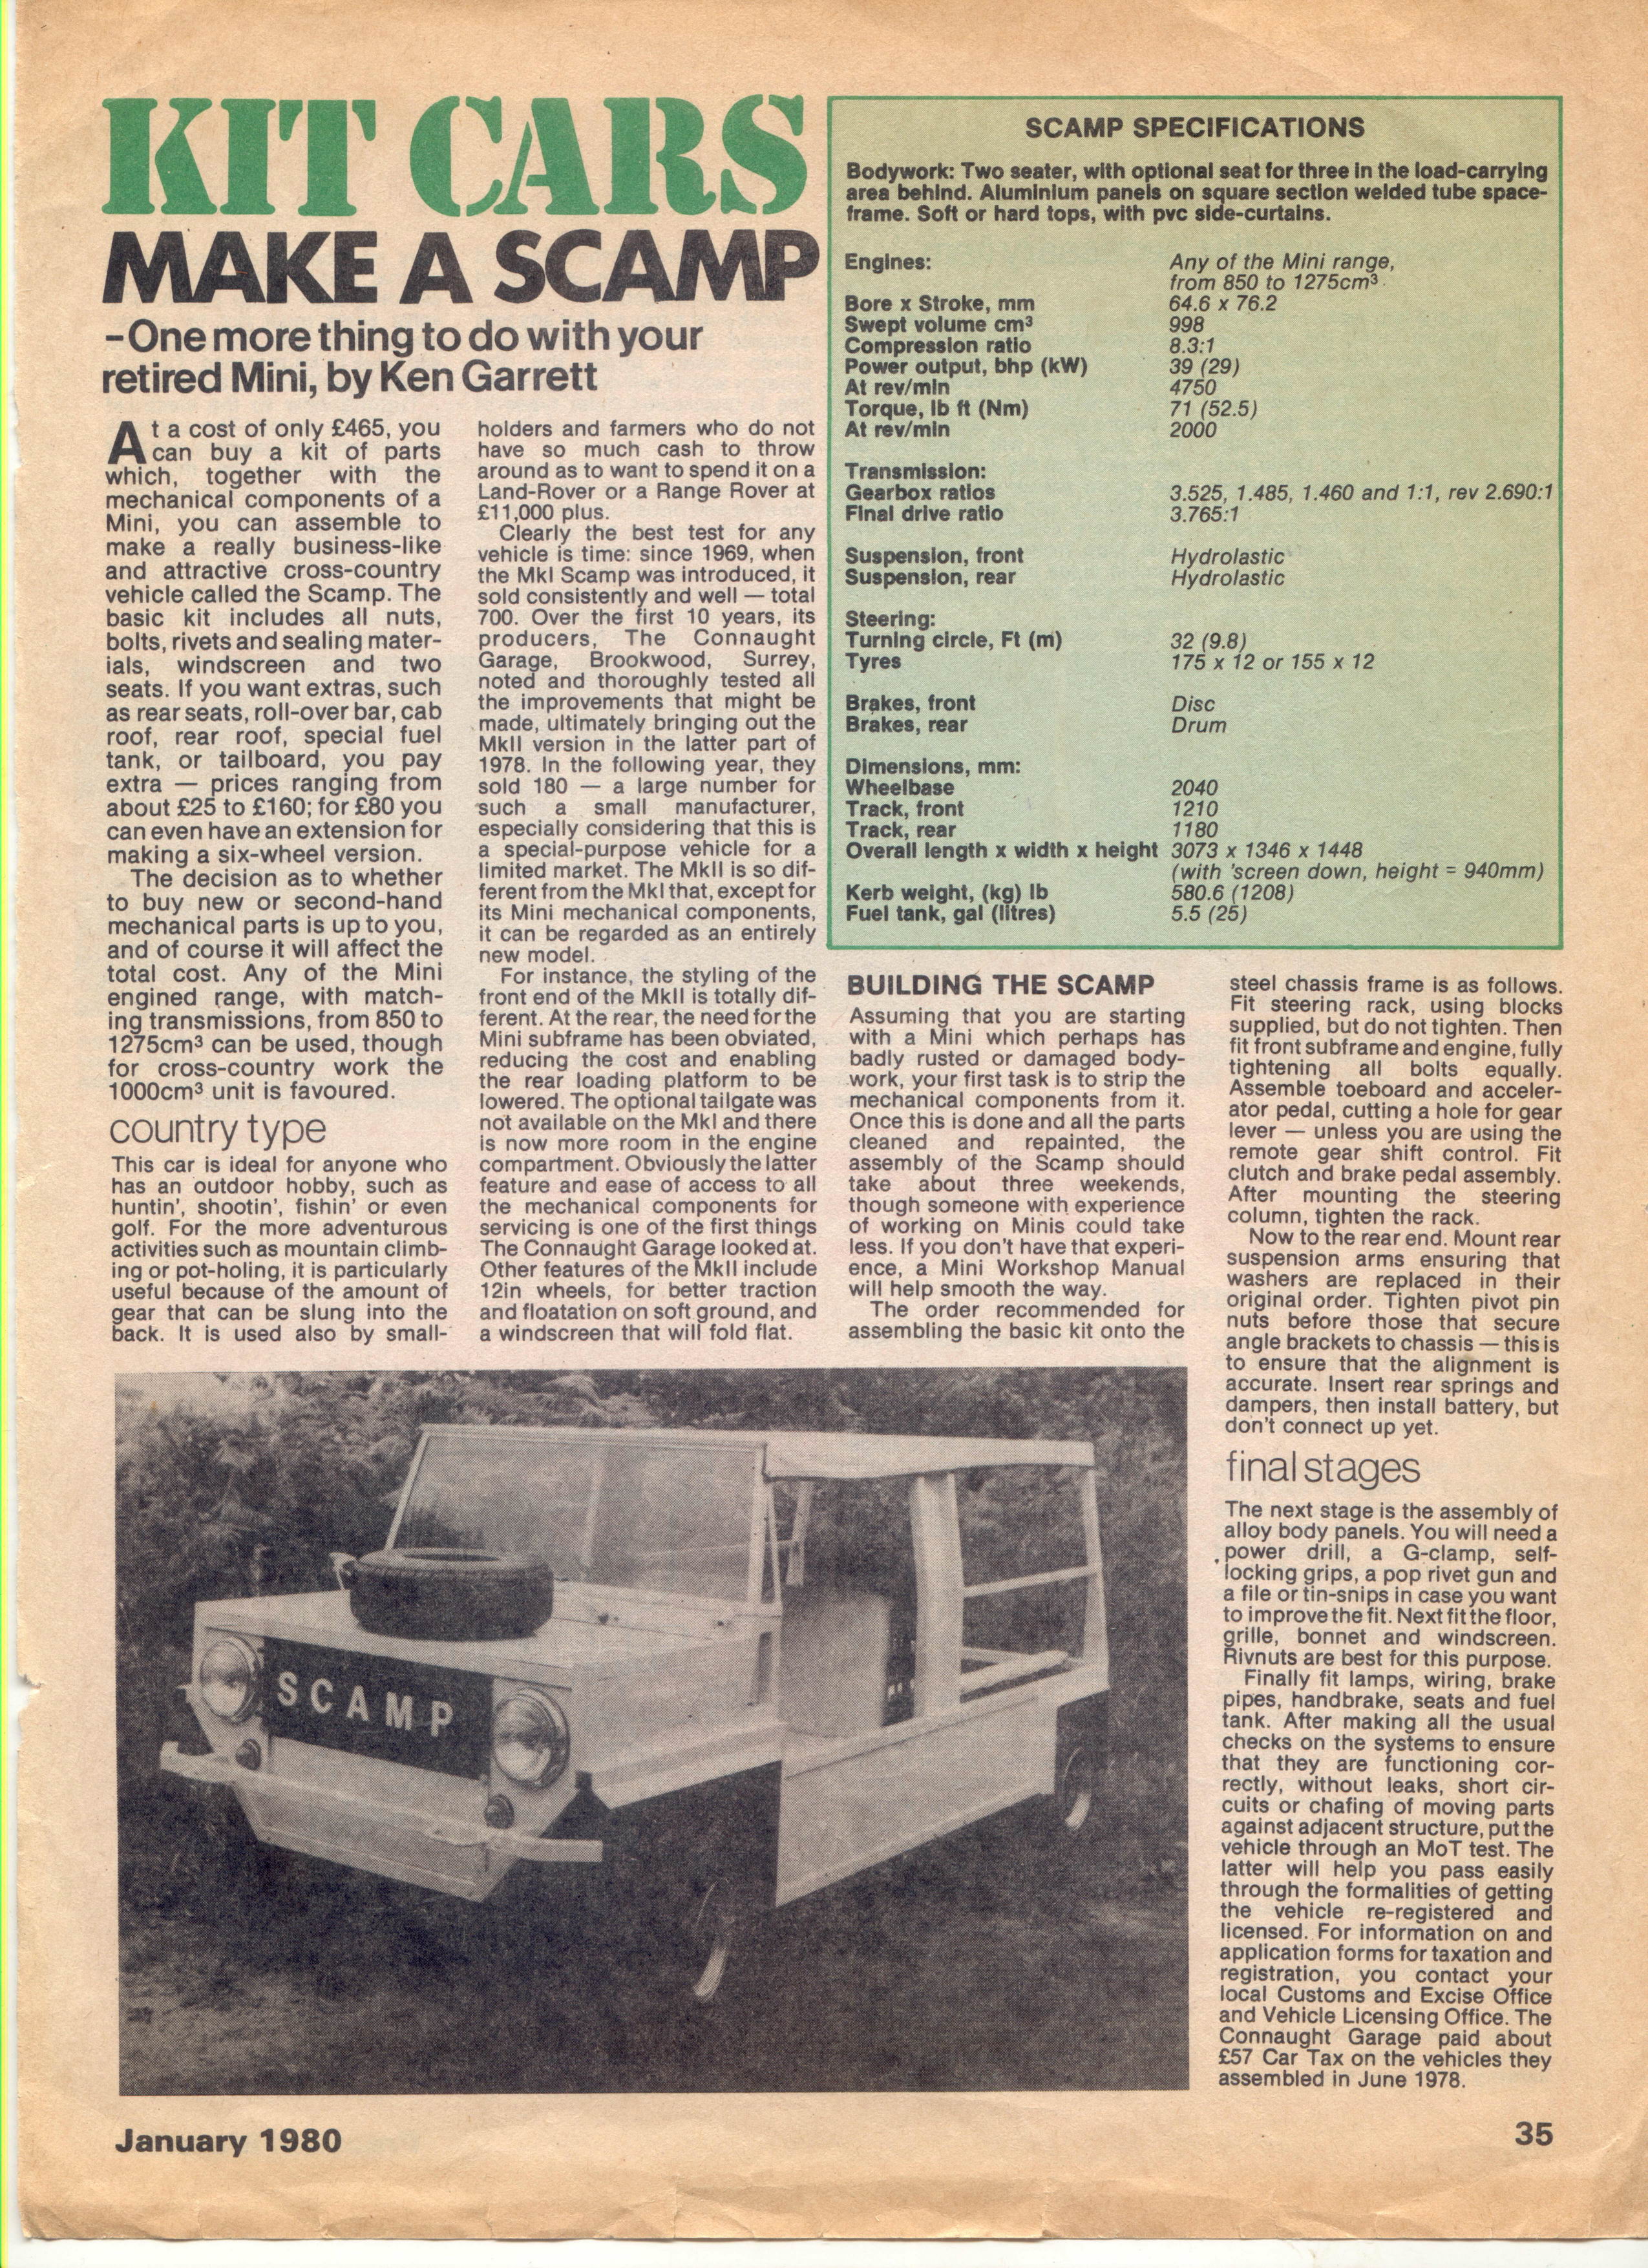 KIT CARS
MAKE A SCAMP
–One more thing to do with your
retired Mini, by Ken Garrett
At a cost of only £465, you
can buy a kit of parts
which, together with the
mechanical components of a
Mini, you can assemble to
make a really business-like
and attractive cross-country
vehicle called the Scamp. The
basic kit includes all nuts,
bolts, rivets and sealing mater-
ials, windscreen and two
seats. If you want extras, such
as rear seats, roll-over bar, cab
roof, rear roof, special fuel
tank, or tailboard, you pay
extra — prices ranging from
about £25 to £160; for £80 you
can even have an extension for
making a six-wheel version.
The decision as to whether
to buy new or second-hand
mechanical parts is up to you,
and of course it will affect the
total cost. Any of the Mini
engined range, with match-
ing transmissions, from 850 to
1275cm³ can be used, though
for cross-country work the
1000cm³ unit is favoured.
country type
This car is ideal for anyone who
has an outdoor hobby, such as
huntin', shootin', fishin' or even
golf. For the more adventurous
activities such as mountain climb-
ing or pot-holing, it is particularly
useful because of the amount of
gear that can be slung into the
back. It is used also by small-
holders and farmers who do not
have so much cash to throw
around as to want to spend it on a
Land-Rover or a Range Rover at
£11,000 plus.
Clearly the best test for any
vehicle is time: since 1969, when
the MkI Scamp was introduced, it
sold consistently and well — total
700. Over the first 10 years, its
producers, The Connaught
Garage, Brookwood, Surrey,
noted and thoroughly tested all
the improvements that might be
made, ultimately bringing out the
MkII version in the latter part of
1978. In the following year, they
sold 180 — a large number for
such a small manufacturer,
especially considering that this is
a special-purpose vehicle for a
limited market. The MkII is so dif-
ferent from the MkI that, except for
its Mini mechanical components,
it can be regarded as an entirely
new model.
For instance, the styling of the
front end of the MkII is totally dif-
ferent. At the rear, the need for the
Mini subframe has been obviated,
reducing the cost and enabling
the rear loading platform to be
lowered. The optional tailgate was
not available on the MkI and there
is now more room in the engine
compartment. Obviously the latter
feature and ease of access to all
the mechanical components for
servicing is one of the first things
The Connaught Garage looked at.
Other features of the MkII include
12in wheels, for better traction
and floatation on soft ground, and
a windscreen that will fold flat.
SCAMP SPECIFICATIONS
Bodywork: Two seater, with optional seat for three in the load-carrying
area behind. Aluminium panels on square section welded tube space-
frame. Soft or hard tops, with pvc side-curtains.
Engines: Any of the Mini range,
from 850 to 1275cm³.
Bore x Stroke, mm 64.6 x 76.2
Swept volume cm³ 998
Compression ratio 8.3:1
Power output, bhp (kW) 39 (29)
At rev/min 4750
Torque, lb ft (Nm) 71 (52.5)
At rev/min 2000
Transmission:
Gearbox ratios 3.525, 1.485, 1.460 and 1:1, rev 2.690:1
Final drive ratio 3.765:1
Suspension, front Hydrolastic
Suspension, rear Hydrolastic
Steering:
Turning circle, Ft (m) 32 (9.8)
Tyres 175 x 12 or 155 x 12
Brakes, front Disc
Brakes, rear Drum
Dimensions, mm:
Wheelbase 2040
Track, front 1210
Track, rear 1180
Overall length x width x height 3073 x 1346 x 1448
(with 'screen down, height = 940mm)
Kerb weight, (kg) lb 580.6 (1208)
Fuel tank, gal (litres) 5.5 (25)
BUILDING THE SCAMP
Assuming that you are starting
with a Mini which perhaps has
badly rusted or damaged body-
work, your first task is to strip the
mechanical components from it.
Once this is done and all the parts
cleaned and repainted, the
assembly of the Scamp should
take about three weekends,
though someone with experience
of working on Minis could take
less. If you don't have that experi-
ence, a Mini Workshop Manual
will help smooth the way.
The order recommended for
assembling the basic kit onto the
steel chassis frame is as follows.
Fit steering rack, using blocks
supplied, but do not tighten. Then
fit front subframe and engine, fully
tightening all bolts equally.
Assemble toeboard and acceler-
ator pedal, cutting a hole for gear
lever — unless you are using the
remote gear shift control. Fit
clutch and brake pedal assembly.
After mounting the steering
column, tighten the rack.
Now to the rear end. Mount rear
suspension arms ensuring that
washers are replaced in their
original order. Tighten pivot pin
nuts before those that secure
angle brackets to chassis — this is
to ensure that the alignment is
accurate. Insert rear springs and
dampers, then install battery, but
don't connect up yet.
final stages
The next stage is the assembly of
alloy body panels. You will need a
power drill, a G-clamp, self-
locking grips, a pop rivet gun and
a file or tin-snips in case you want
to improve the fit. Next fit the floor,
grille, bonnet and windscreen.
Rivnuts are best for this purpose.
Finally fit lamps, wiring, brake
pipes, handbrake, seats and fuel
tank. After making all the usual
checks on the systems to ensure
that they are functioning cor-
rectly, without leaks, short cir-
cuits or chafing of moving parts
against adjacent structure, put the
vehicle through an MoT test. The
latter will help you pass easily
through the formalities of getting
the vehicle re-registered and
licensed. For information on and
application forms for taxation and
registration, you contact your
local Customs and Excise Office
and Vehicle Licensing Office. The
Connaught Garage paid about
£57 Car Tax on the vehicles they
assembled in June 1978.
SCAMP
January 1980
35